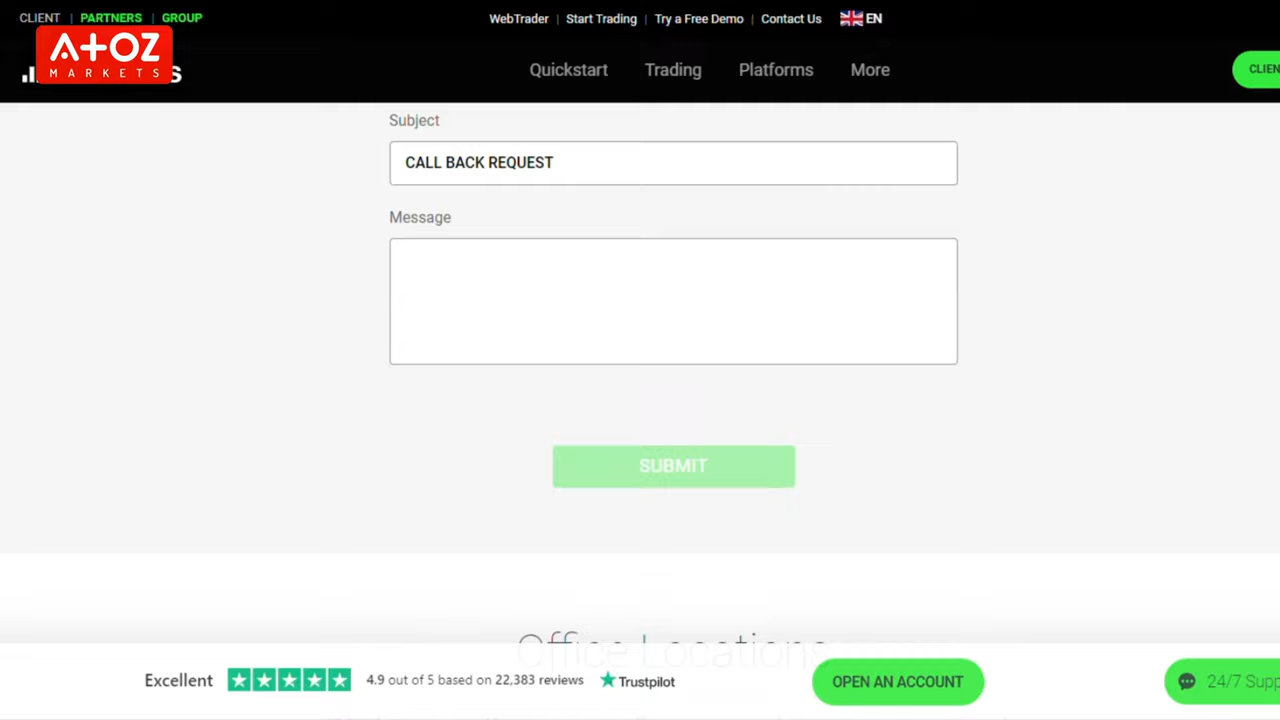 CLIENT | PARTNERS | GROUP
WebTrader | Start Trading | Try a Free Demo | Contact Us EN
A+OZ
MARKETS
Quickstart Trading Platforms More
Subject
CALL BACK REQUEST
Message
SUBMIT
Office Locations
Excellent 4.9 out of 5 based on 22,383 reviews Trustpilot OPEN AN ACCOUNT 24/7